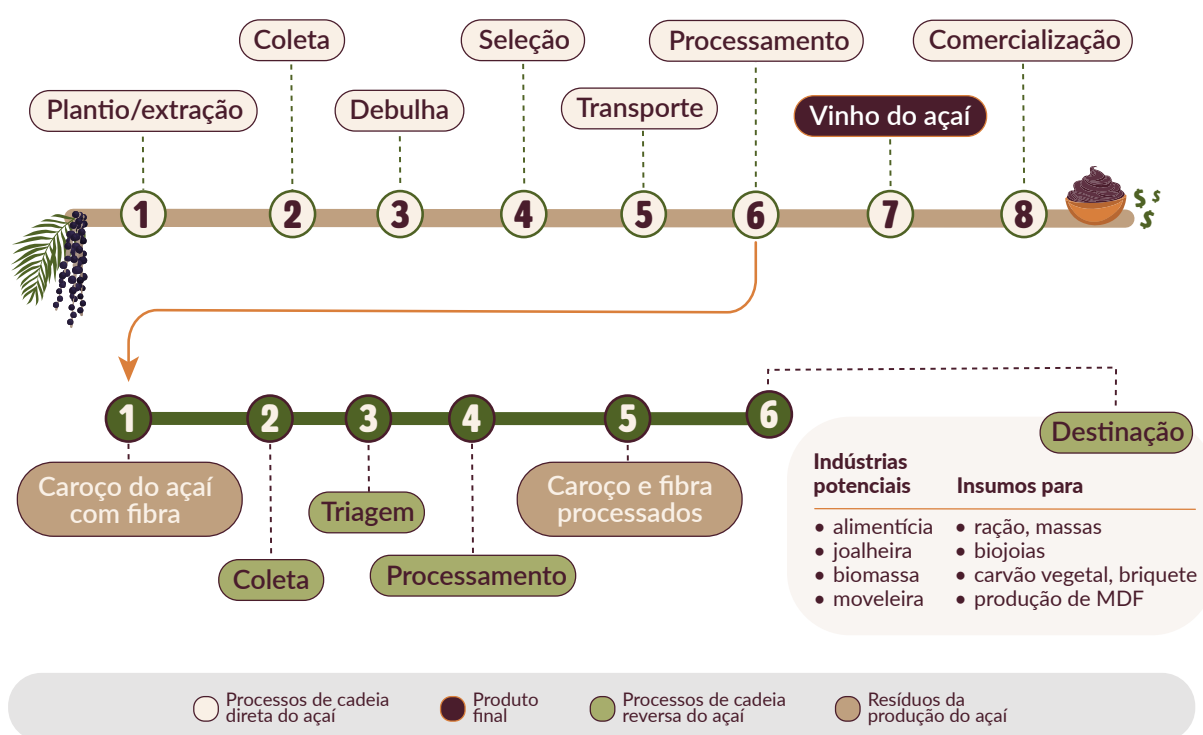 Coleta
Seleção
Processamento
Comercialização
Plantio/extração
Debulha
Transporte
Vinho do açaí
1
2
3
4
5
6
7
8
$ $
$
1
2
3
4
5
6
Caroço do açaí
com fibra
Coleta
Triagem
Processamento
Caroço e fibra
processados
Destinação
Indústrias
potenciais
Insumos para
• alimentícia
• ração, massas
• joalheira
• biojoias
• biomassa
• carvão vegetal, briquete
• moveleira
• produção de MDF
Processos de cadeia
direta do açaí
Produto
final
Processos de cadeia
reversa do açaí
Resíduos da
produção do açaí